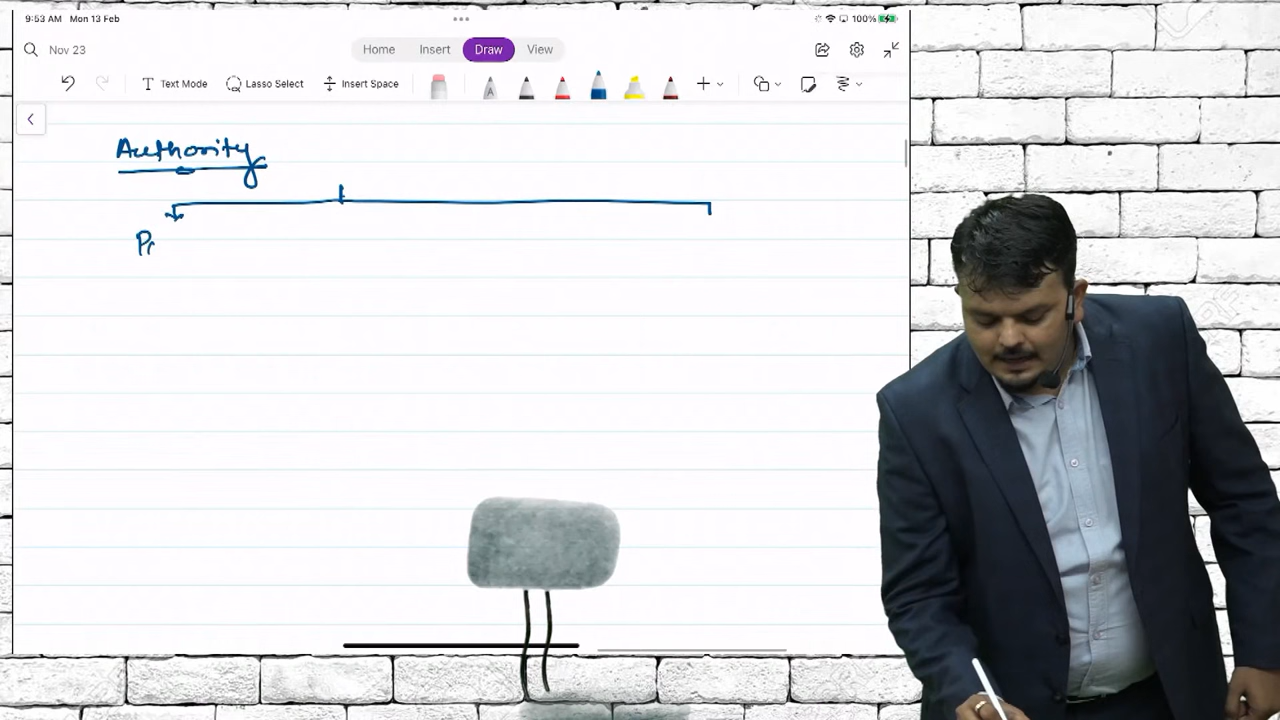 9:53 AM Mon 13 Feb
100%
Nov 23
Home Insert Draw View
Text Mode Lasso Select Insert Space
Authority
Pr